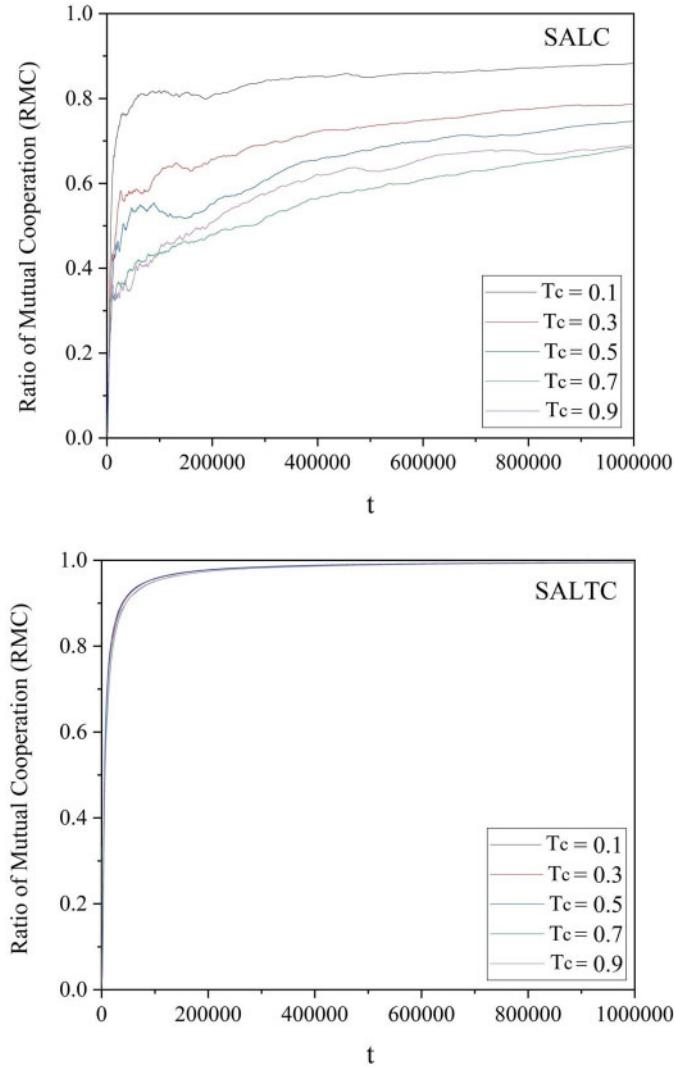 SALC
Ratio of Mutual Cooperation (RMC)
1.0
0.8
0.6
0.4
0.2
0.0
Tc = 0.1
Tc = 0.3
Tc = 0.5
Tc = 0.7
Tc = 0.9
0 200000 400000 600000 800000 1000000
t
SALTC
Ratio of Mutual Cooperation (RMC)
1.0
0.8
0.6
0.4
0.2
0.0
Tc = 0.1
Tc = 0.3
Tc = 0.5
Tc = 0.7
Tc = 0.9
0 200000 400000 600000 800000 1000000
t